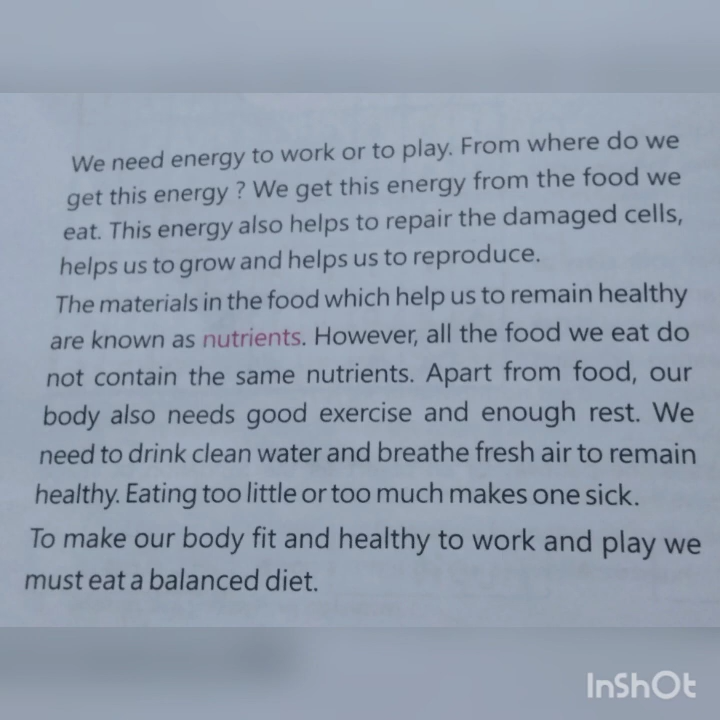 We need energy to work or to play. From where do we
get this energy ? We get this energy from the food we
eat. This energy also helps to repair the damaged cells,
helps us to grow and helps us to reproduce.
The materials in the food which help us to remain healthy
are known as nutrients. However, all the food we eat do
not contain the same nutrients. Apart from food, our
body also needs good exercise and enough rest. We
need to drink clean water and breathe fresh air to remain
healthy. Eating too little or too much makes one sick.
To make our body fit and healthy to work and play we
must eat a balanced diet.
InShOt